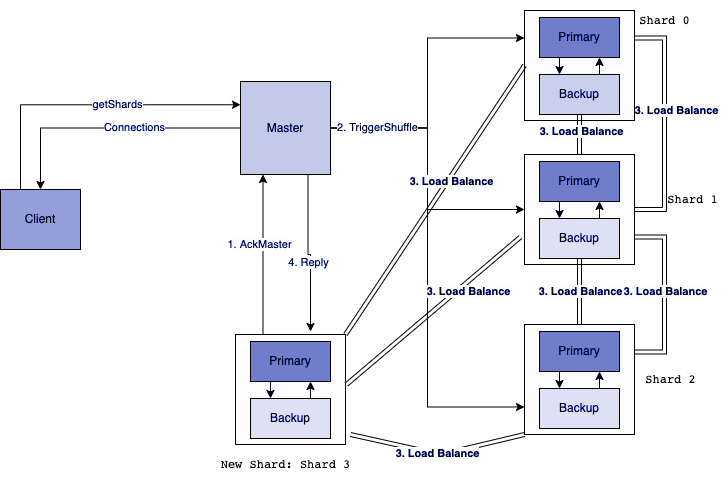 Shard 0
Primary
Backup
getShards
3. Load Balance
Connections
Master
2. TriggerShuffle
3. Load Balance
Primary
3. Load Balance
Shard 1
Client
Backup
1. AckMaster
4. Reply
3. Load Balance
3. Load Balance
3. Load Balance
Primary
Primary
Shard 2
Backup
Backup
3. Load Balance
New Shard: Shard 3